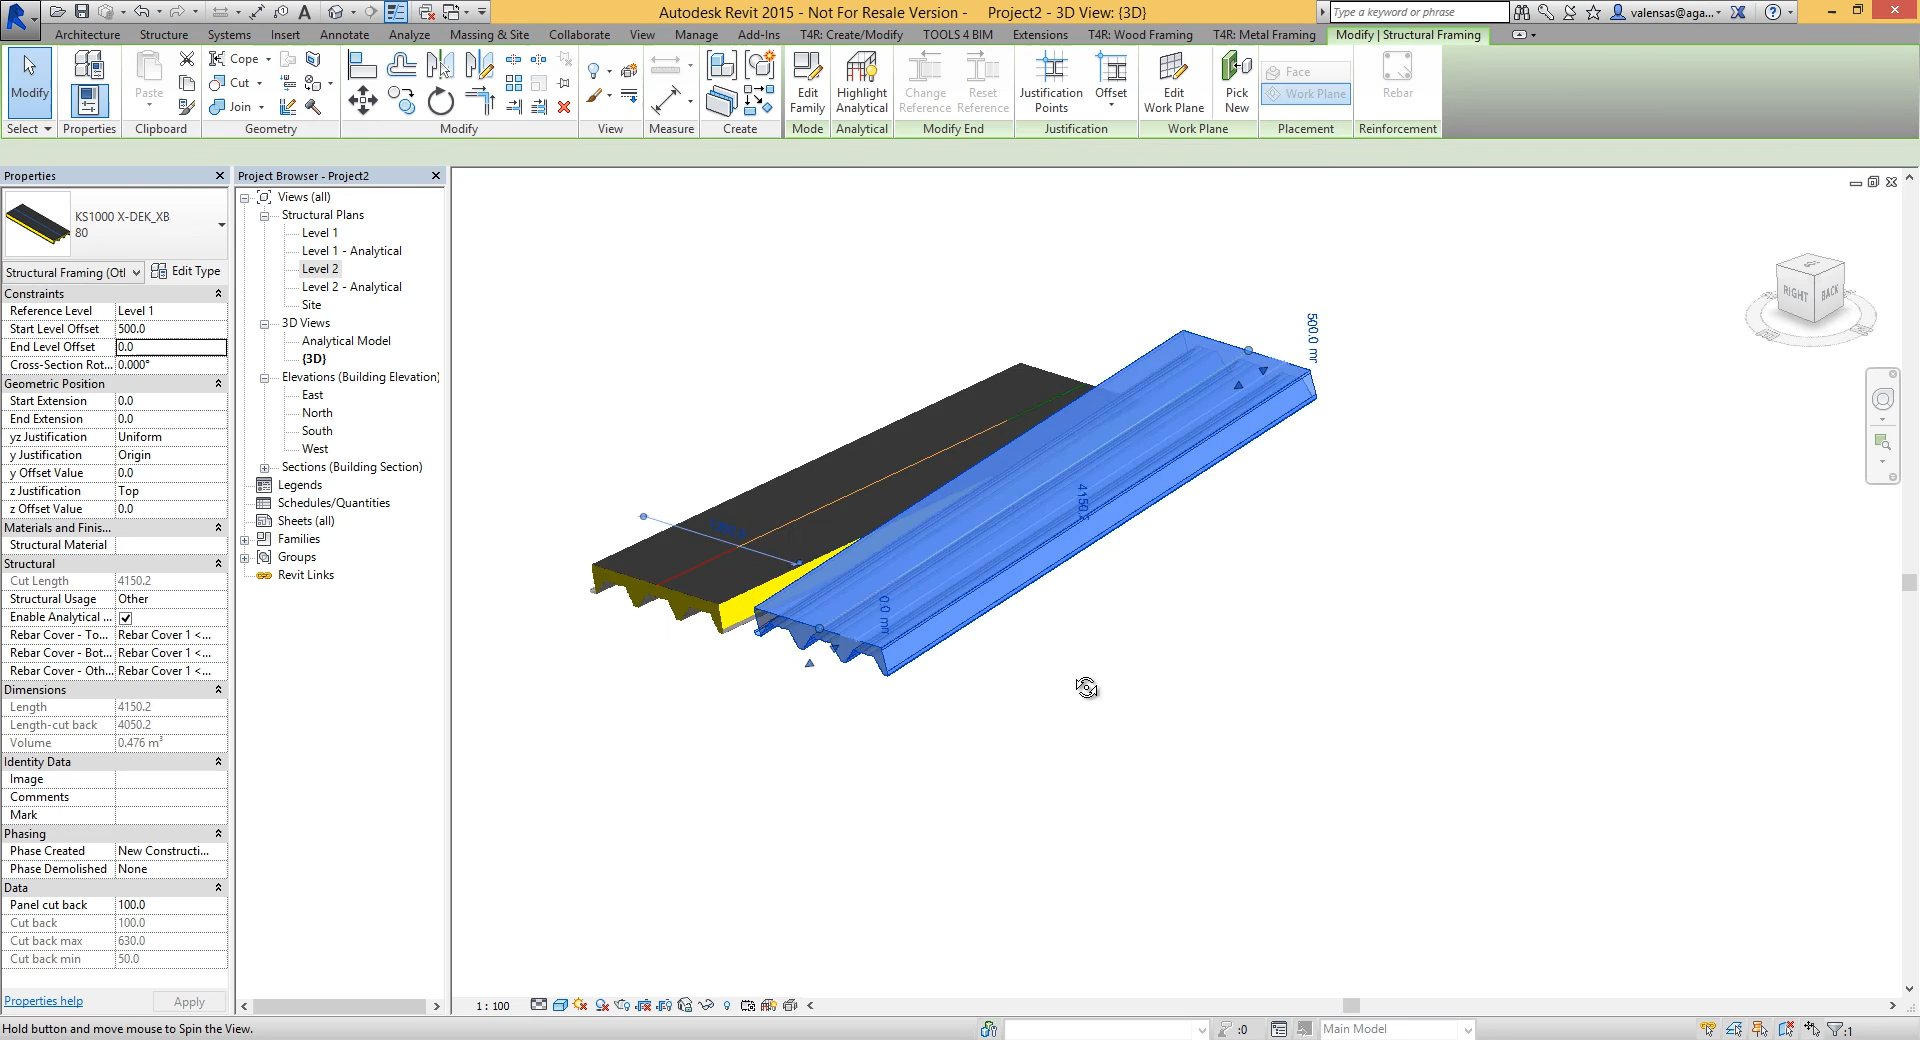 Autodesk Revit 2015 - Not For Resale Version -    Project2 - 3D View: {3D}
Type a keyword or phrase
valensas@aga...
Architecture Structure Systems Insert Annotate Analyze Massing & Site Collaborate View Manage Add-Ins T4R: Create/Modify TOOLS 4 BIM Extensions T4R: Wood Framing T4R: Metal Framing Modify | Structural Framing
Modify
Paste
Cope
Cut
Join
Edit Family
Highlight Analytical
Change Reference
Reset Reference
Justification Points
Offset
Edit Work Plane
Pick New
Face
Work Plane
Rebar
Select Properties Clipboard Geometry Modify View Measure Create Mode Analytical Modify End Justification Work Plane Placement Reinforcement
Properties
KS1000 X-DEK_XB
80
Structural Framing (Otl
Edit Type
Constraints
Reference Level Level 1
Start Level Offset 500.0
End Level Offset 0.0
Cross-Section Rot... 0.000°
Geometric Position
Start Extension 0.0
End Extension 0.0
yz Justification Uniform
y Justification Origin
y Offset Value 0.0
z Justification Top
z Offset Value 0.0
Materials and Finis...
Structural Material
Structural
Cut Length 4150.2
Structural Usage Other
Enable Analytical ...
Rebar Cover - To... Rebar Cover 1 <...
Rebar Cover - Bot... Rebar Cover 1 <...
Rebar Cover - Oth... Rebar Cover 1 <...
Dimensions
Length 4150.2
Length-cut back 4050.2
Volume 0.476 m³
Identity Data
Image
Comments
Mark
Phasing
Phase Created New Constructi...
Phase Demolished None
Data
Panel cut back 100.0
Cut back 100.0
Cut back max 630.0
Cut back min 50.0
Properties help
Apply
Project Browser - Project2
Views (all)
Structural Plans
Level 1
Level 1 - Analytical
Level 2
Level 2 - Analytical
Site
3D Views
Analytical Model
{3D}
Elevations (Building Elevation)
East
North
South
West
Sections (Building Section)
Legends
Schedules/Quantities
Sheets (all)
Families
Groups
Revit Links
500.0 mr
4150.2
0.0 mm
RIGHT
BACK
1 : 100
Hold button and move mouse to Spin the View.
:0
Main Model
:1